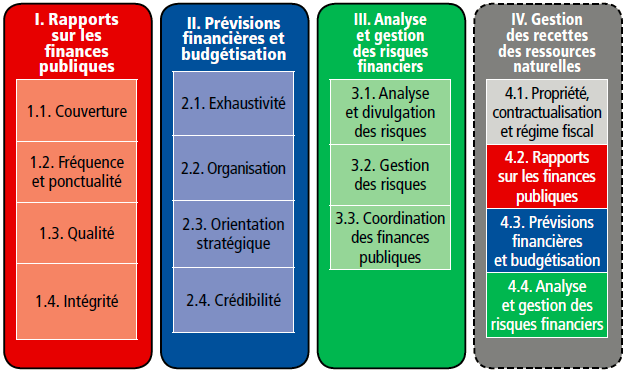 I. Rapports
sur les
finances
publiques
1.1. Couverture
1.2. Fréquence
et ponctualité
1.3. Qualité
1.4. Intégrité
II. Prévisions
financières et
budgétisation
2.1. Exhaustivité
2.2. Organisation
2.3. Orientation
stratégique
2.4. Crédibilité
III. Analyse
et gestion
des risques
financiers
3.1. Analyse
et divulgation
des risques
3.2. Gestion
des risques
3.3. Coordination
des finances
publiques
IV. Gestion
des recettes
des ressources
naturelles
4.1. Propriété,
contractualisation
et régime fiscal
4.2. Rapports
sur les finances
publiques
4.3. Prévisions
financières
et budgétisation
4.4. Analyse
et gestion des
risques financiers